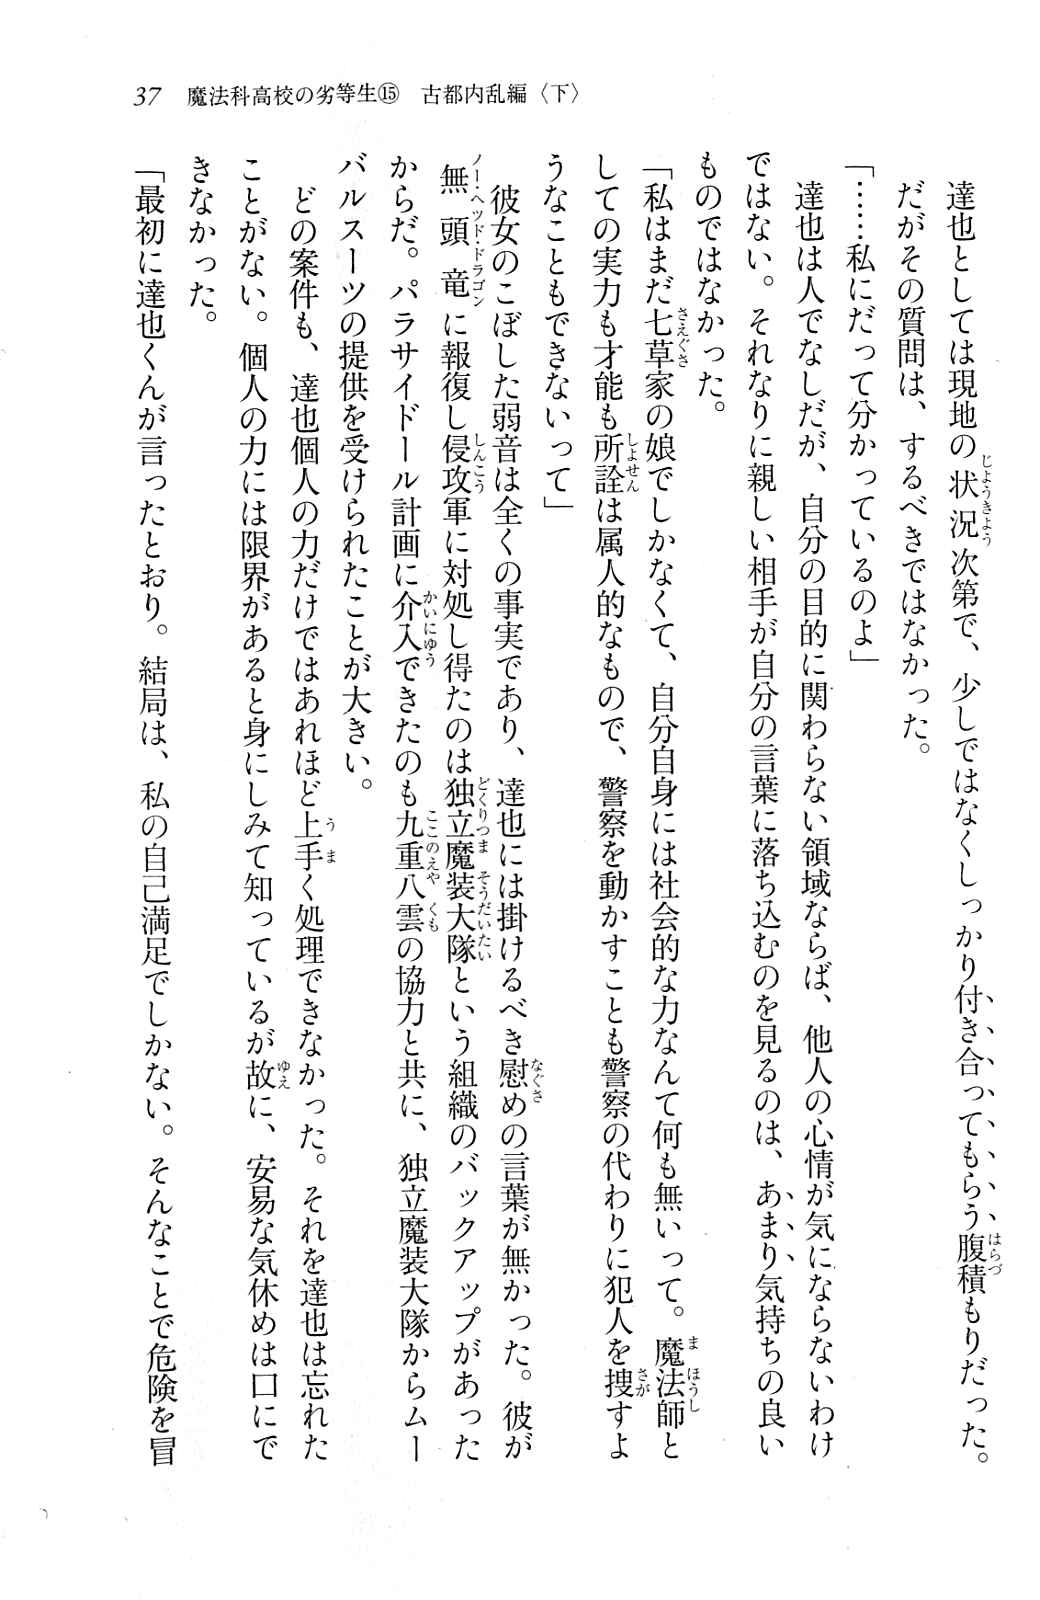 37 魔法科高校の劣等生⑮ 古都内乱編〈下〉
達也としては現地の状況次第で、少しではなくしっかり付き合ってもらう腹積もりだった。
だがその質問は、するべきではなかった。
「……私にだって分かっているのよ」
達也は人でなしだが、自分の目的に関わらない領域ならば、他人の心情が気にならないわけ
ではない。それなりに親しい相手が自分の言葉に落ち込むのを見るのは、あまり気持ちの良い
ものではなかった。
「私はまだ七草家の娘でしかなくて、自分自身には社会的な力なんて何も無いって。魔法師と
しての実力も才能も所詮は属人的なもので、警察を動かすことも警察の代わりに犯人を捜すよ
うなこともできないって」
彼女のこぼした弱音は全くの事実であり、達也には掛けるべき慰めの言葉が無かった。彼が
無頭竜に報復し侵攻軍に対処し得たのは独立魔装大隊という組織のバックアップがあった
からだ。パラサイドール計画に介入できたのも九重八雲の協力と共に、独立魔装大隊からムー
バルスーツの提供を受けられたことが大きい。
どの案件も、達也個人の力だけではあれほど上手く処理できなかった。それを達也は忘れた
ことがない。個人の力には限界があると身にしみて知っているが故に、安易な気休めは口にで
きなかった。
「最初に達也くんが言ったとおり。結局は、私の自己満足でしかない。そんなことで危険を冒